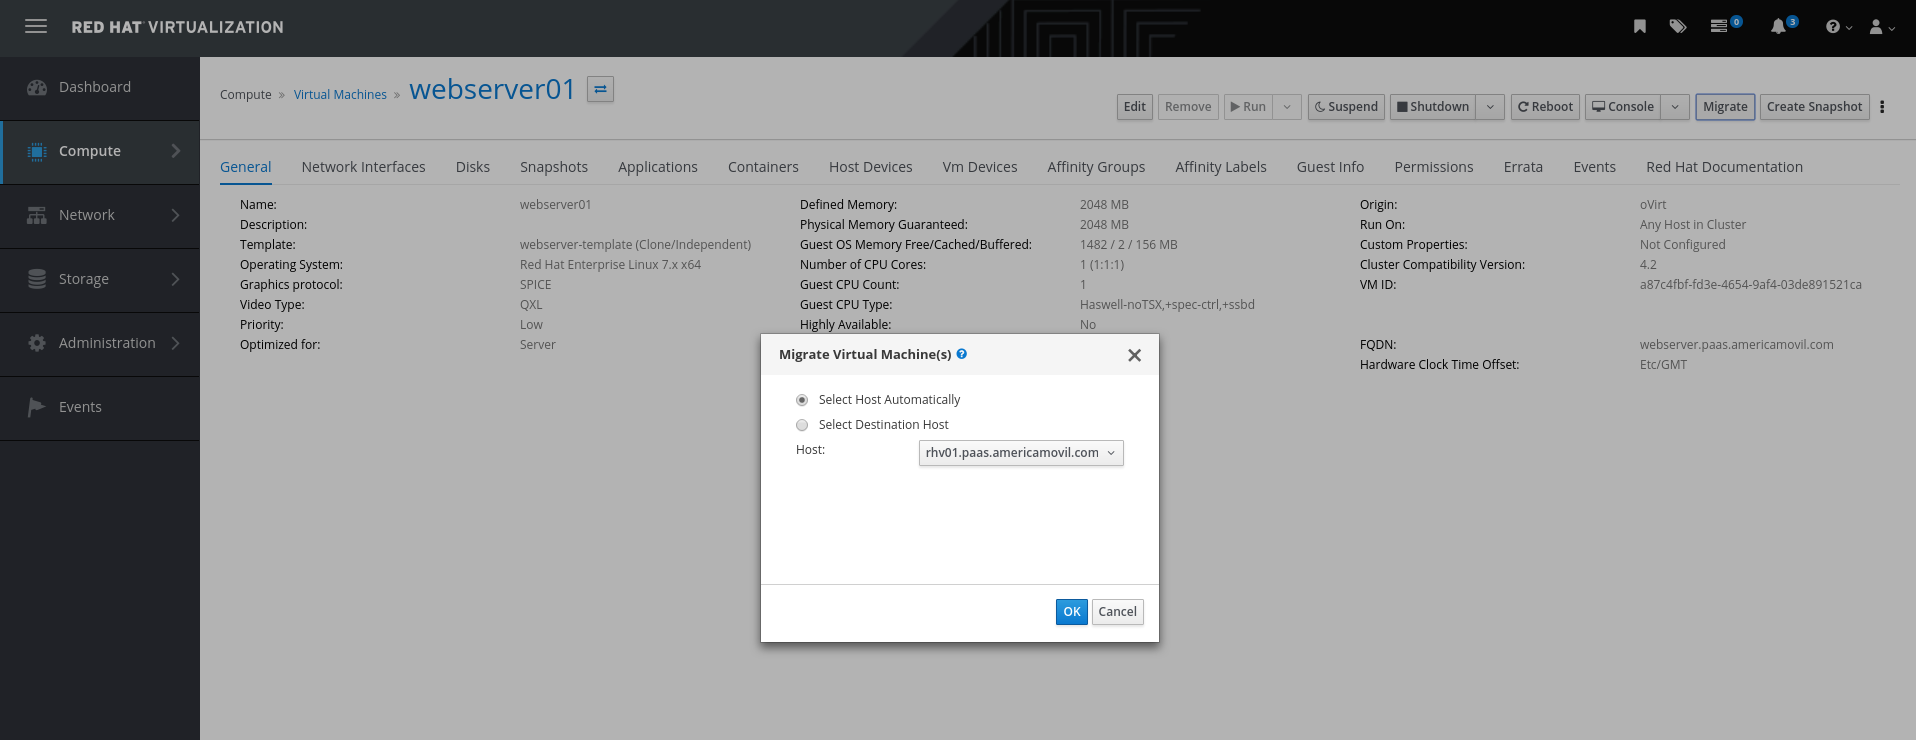 RED HAT VIRTUALIZATION
0
3
Dashboard
Compute
Network
Storage
Administration
Events
Compute » Virtual Machines » webserver01
Edit Remove Run Suspend Shutdown Reboot Console Migrate Create Snapshot
General Network Interfaces Disks Snapshots Applications Containers Host Devices Vm Devices Affinity Groups Affinity Labels Guest Info Permissions Errata Events Red Hat Documentation
Name: webserver01
Description:
Template: webserver-template (Clone/Independent)
Operating System: Red Hat Enterprise Linux 7.x x64
Graphics protocol: SPICE
Video Type: QXL
Priority: Low
Optimized for: Server
Defined Memory: 2048 MB
Physical Memory Guaranteed: 2048 MB
Guest OS Memory Free/Cached/Buffered: 1482 / 2 / 156 MB
Number of CPU Cores: 1 (1:1:1)
Guest CPU Count: 1
Guest CPU Type: Haswell-noTSX,+spec-ctrl,+ssbd
Highly Available: No
Origin: oVirt
Run On: Any Host in Cluster
Custom Properties: Not Configured
Cluster Compatibility Version: 4.2
VM ID: a87c4fbf-fd3e-4654-9af4-03de891521ca
FQDN: webserver.paas.americamovil.com
Hardware Clock Time Offset: Etc/GMT
Migrate Virtual Machine(s)
Select Host Automatically
Select Destination Host
Host: rhv01.paas.americamovil.com
OK Cancel